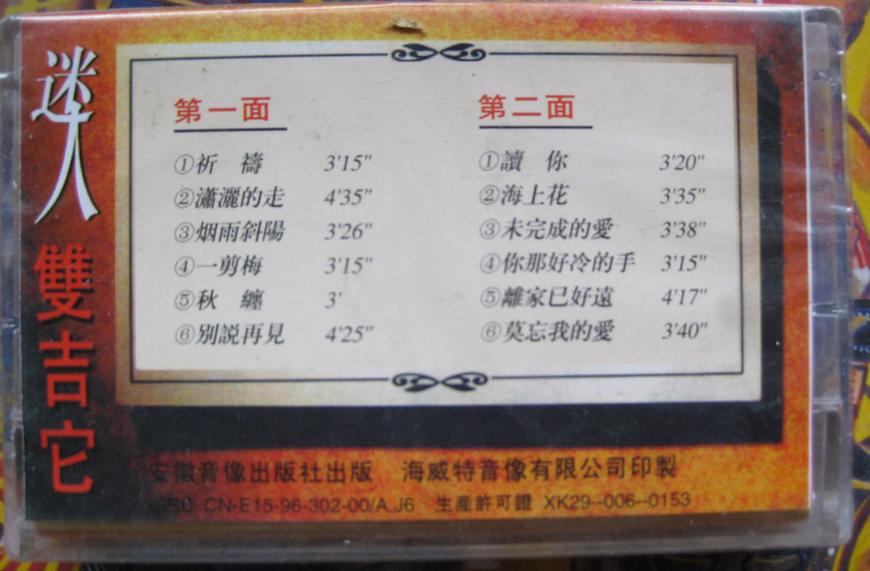 迷人
雙吉它
第一面
①祈 禱 3'15"
②瀟灑的走 4'35"
③烟雨斜陽 3'26"
④一剪梅 3'15"
⑤秋 纏 3'
⑥別説再見 4'25"
第二面
①讀 你 3'20"
②海上花 3'35"
③未完成的愛 3'38"
④你那好冷的手 3'15"
⑤離家已好遠 4'17"
⑥莫忘我的愛 3'40"
安徽音像出版社出版 海威特音像有限公司印製
ISRC CN-E15-96-302-00/A.J6 生産許可證 XK29--006--0153